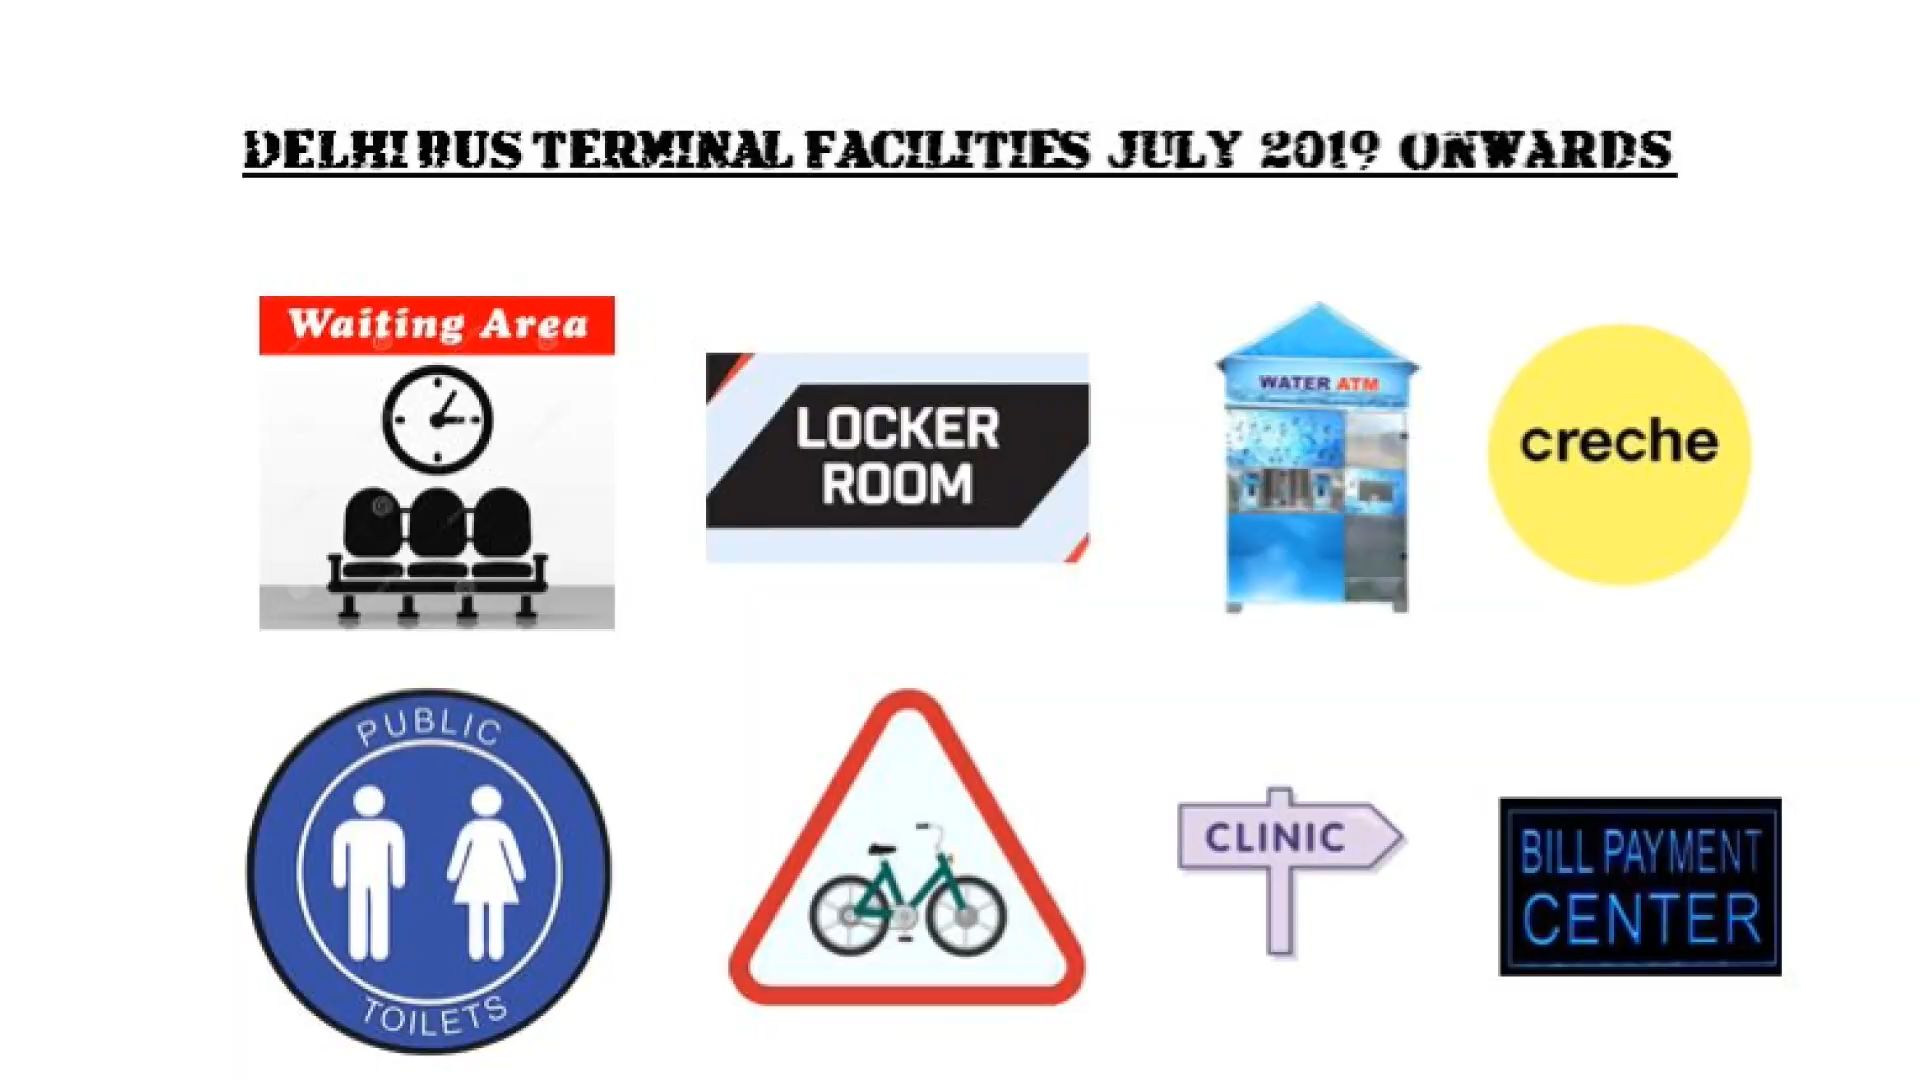 DELHI BUS TERMINAL FACILITIES JULY 2019 ONWARDS
Waiting Area
LOCKER
ROOM
WATER ATM
creche
PUBLIC
TOILETS
CLINIC
BILL PAYMENT
CENTER